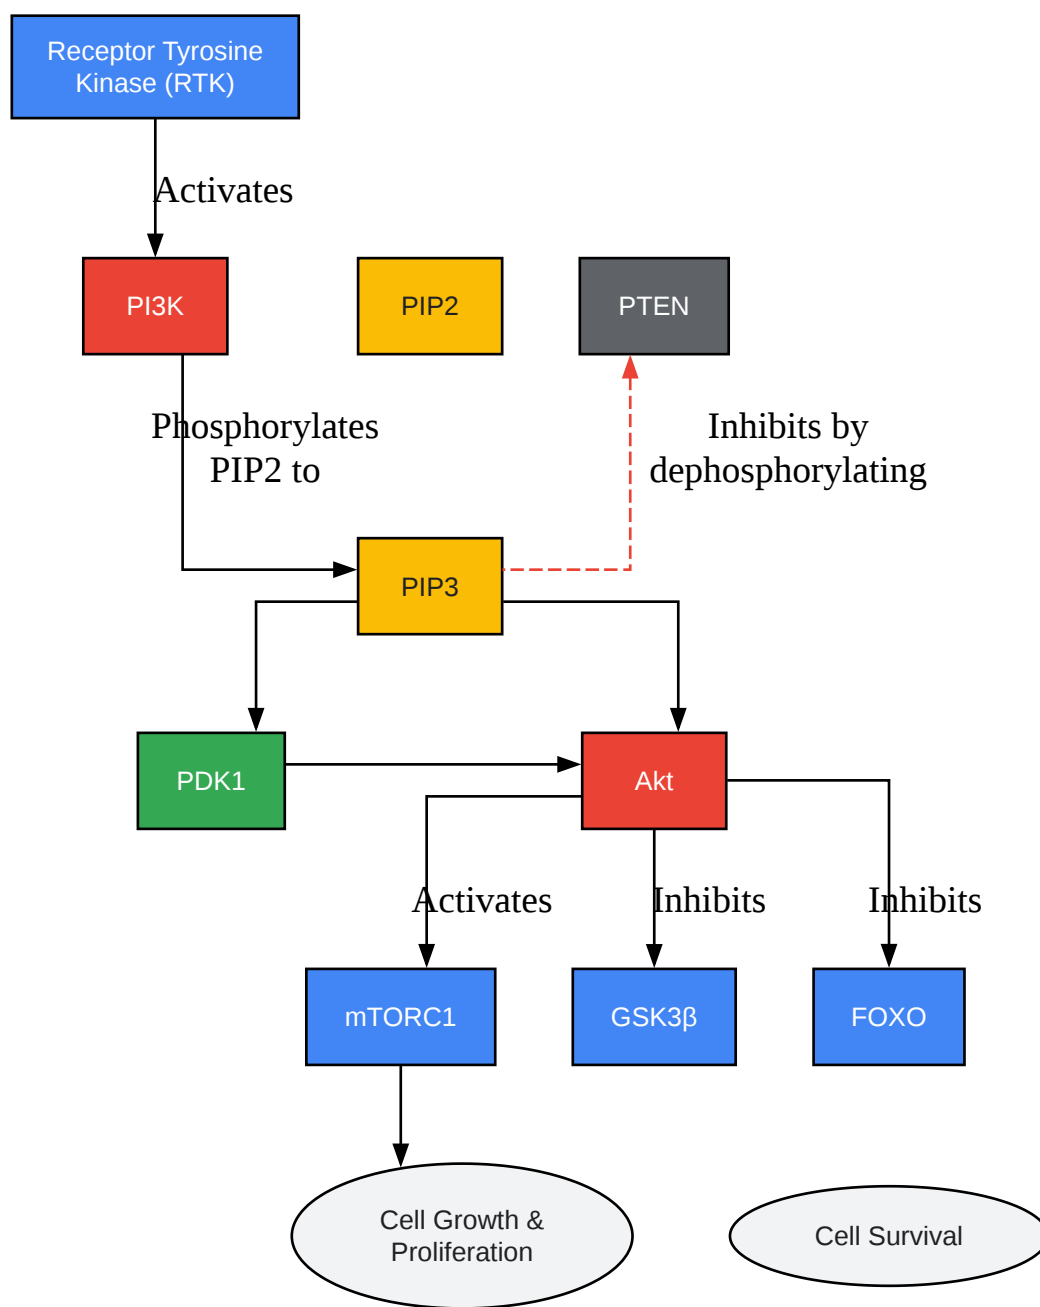 Receptor Tyrosine
Kinase (RTK)
Activates
PI3K
PIP2
PTEN
Phosphorylates
PIP2 to
Inhibits by
dephosphorylating
PIP3
PDK1
Akt
Activates
Inhibits
Inhibits
mTORC1
GSK3β
FOXO
Cell Growth &
Proliferation
Cell Survival